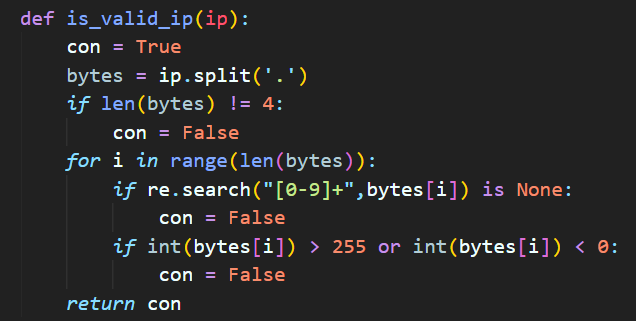 def is_valid_ip(ip):
    con = True
    bytes = ip.split('.')
    if len(bytes) != 4:
        con = False
    for i in range(len(bytes)):
        if re.search("[0-9]+",bytes[i]) is None:
            con = False
        if int(bytes[i]) > 255 or int(bytes[i]) < 0:
            con = False
    return con